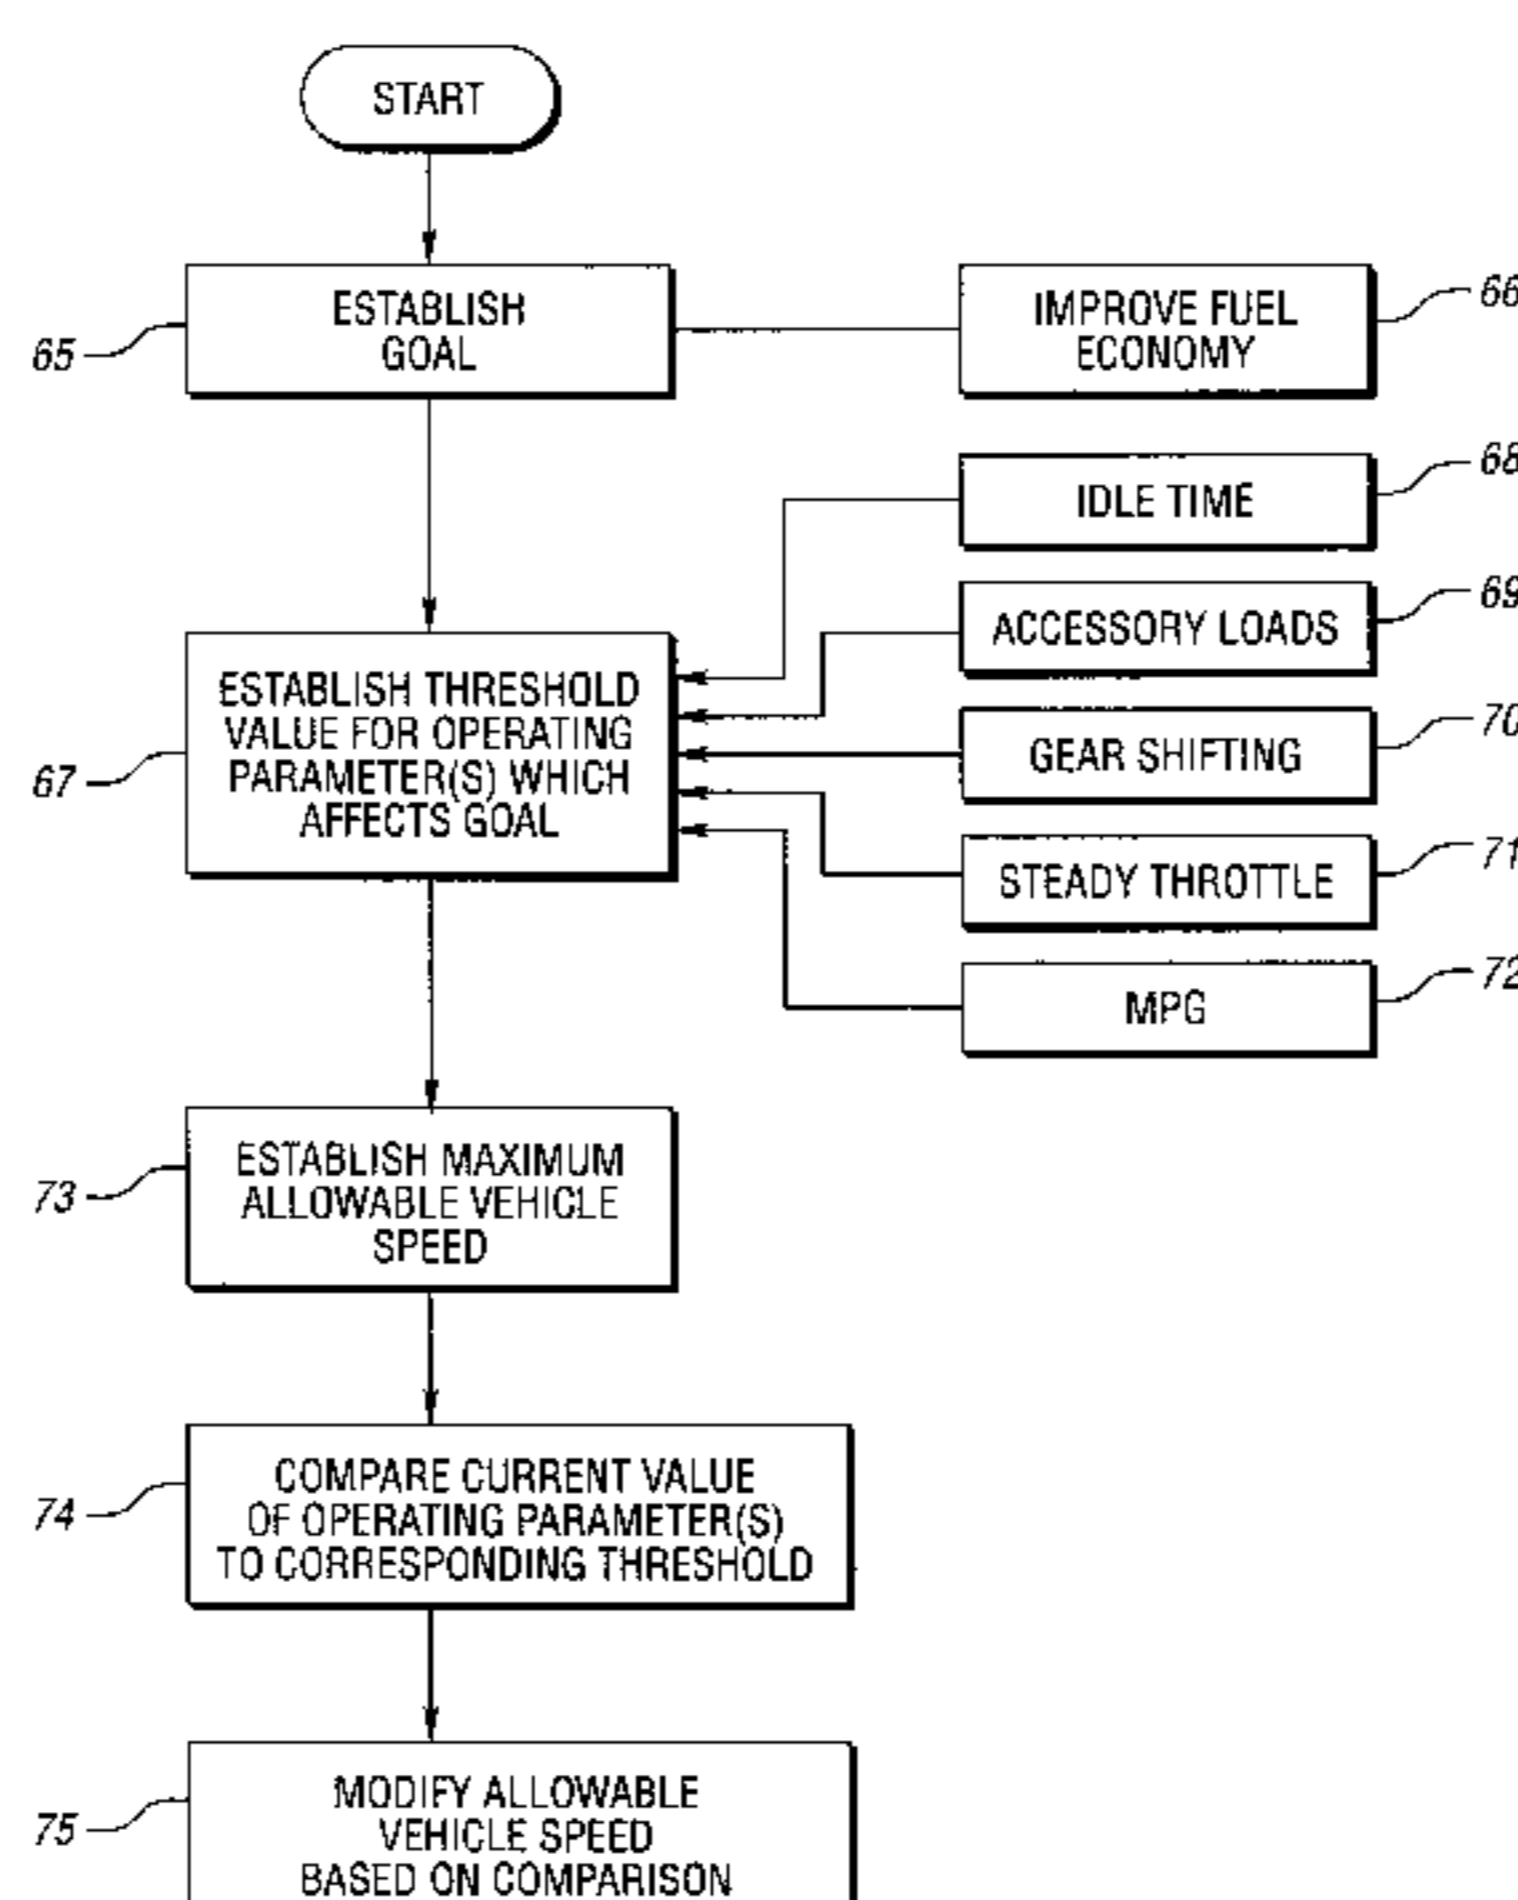 START
ESTABLISH
GOAL
65
IMPROVE FUEL
ECONOMY
66
IDLE TIME
68
ACCESSORY LOADS
69
ESTABLISH THRESHOLD
VALUE FOR OPERATING
PARAMETER(S) WHICH
AFFECTS GOAL
67
GEAR SHIFTING
70
STEADY THROTTLE
71
MPG
72
ESTABLISH MAXIMUM
ALLOWABLE VEHICLE
SPEED
73
COMPARE CURRENT VALUE
OF OPERATING PARAMETER(S)
TO CORRESPONDING THRESHOLD
74
MODIFY ALLOWABLE
VEHICLE SPEED
BASED ON COMPARISON
75